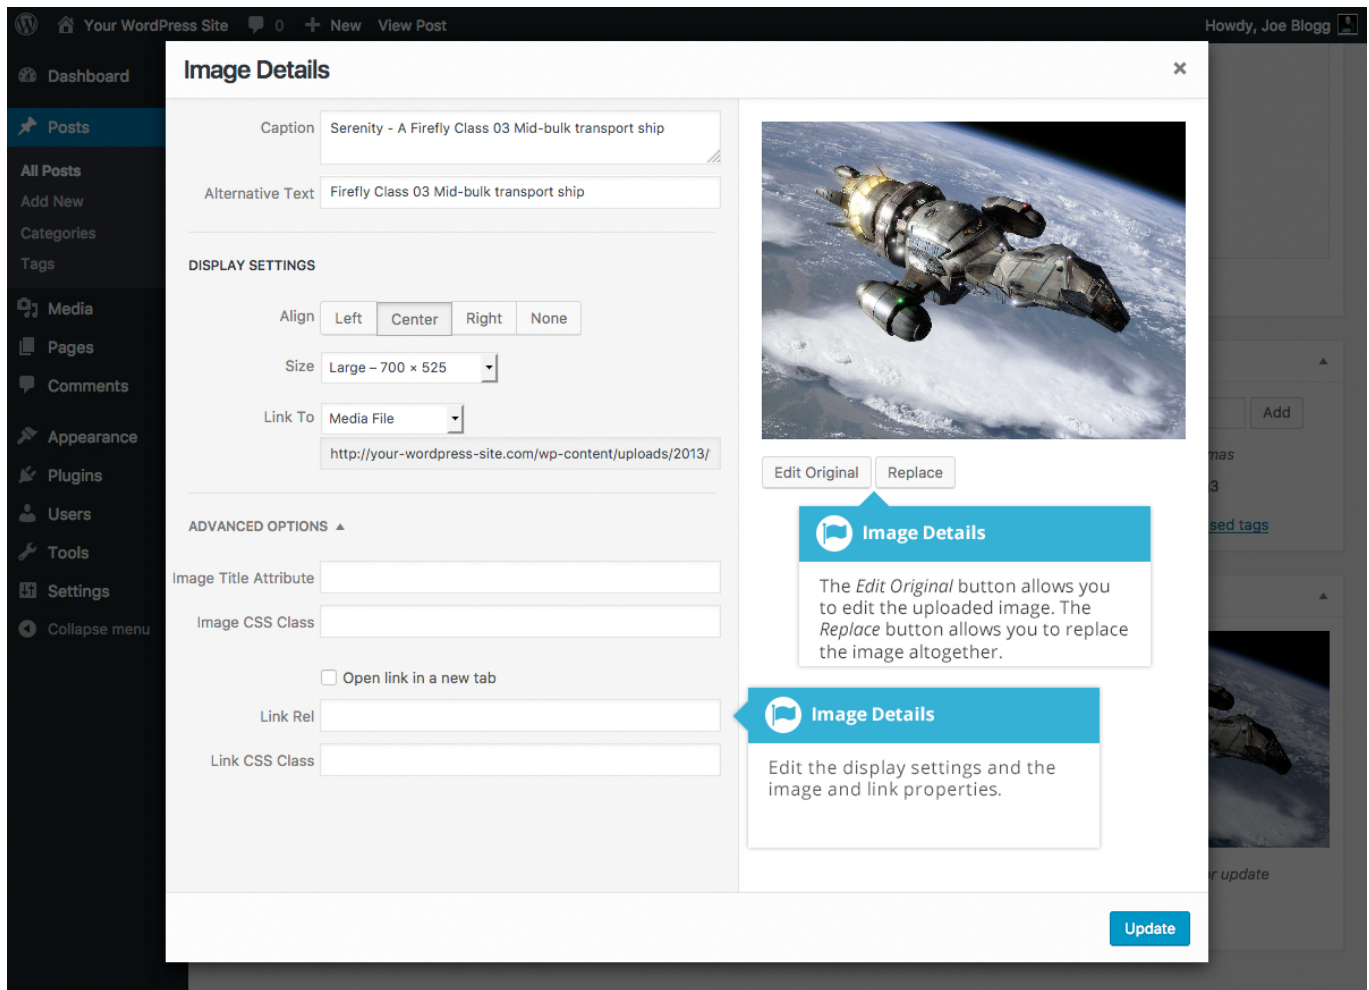 Your WordPress Site 0 New View Post Howdy, Joe Blogg
Dashboard
Posts
All Posts
Add New
Categories
Tags
Media
Pages
Comments
Appearance
Plugins
Users
Tools
Settings
Collapse menu
Image Details
Caption Serenity - A Firefly Class 03 Mid-bulk transport ship
Alternative Text Firefly Class 03 Mid-bulk transport ship
DISPLAY SETTINGS
Align Left Center Right None
Size Large – 700 × 525
Link To Media File
http://your-wordpress-site.com/wp-content/uploads/2013/
ADVANCED OPTIONS
Image Title Attribute
Image CSS Class
Open link in a new tab
Link Rel
Link CSS Class
Edit Original Replace
Image Details
The Edit Original button allows you
to edit the uploaded image. The
Replace button allows you to replace
the image altogether.
Image Details
Edit the display settings and the
image and link properties.
Update
Add
mas
3
sed tags
or update